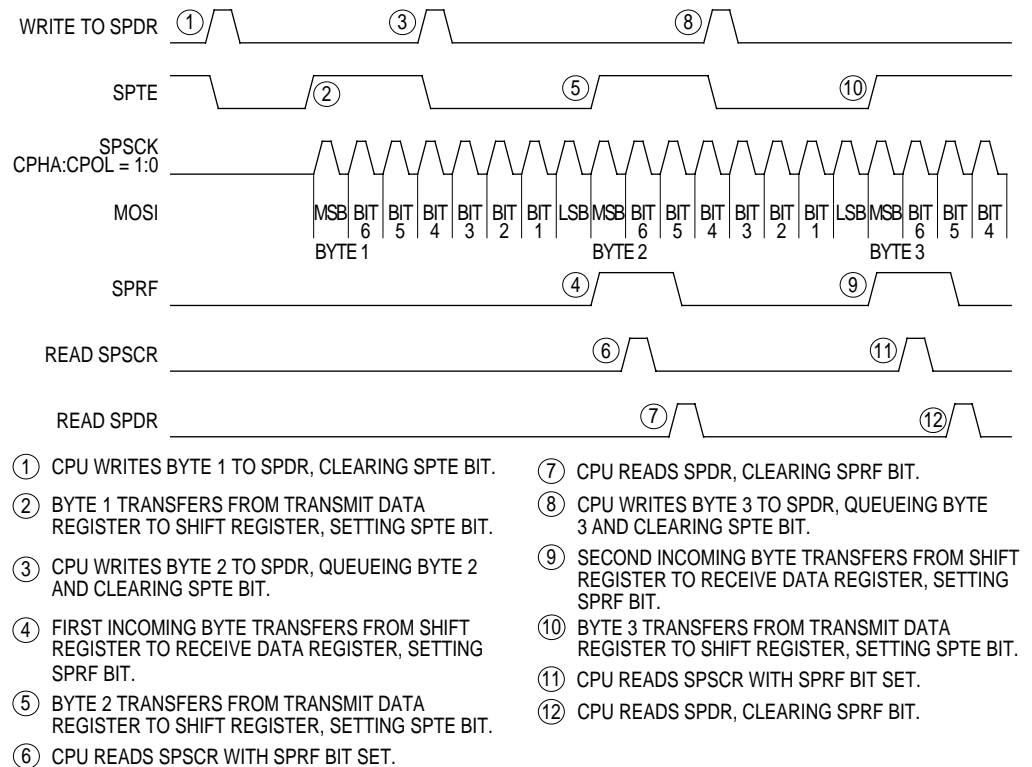 WRITE TO SPDR
1
3
8
SPTE
2
5
10
SPSCK
CPHA:CPOL = 1:0
MOSI
MSB BIT 6 BIT 5 BIT 4 BIT 3 BIT 2 BIT 1 LSB MSB BIT 6 BIT 5 BIT 4 BIT 3 BIT 2 BIT 1 LSB MSB BIT 6 BIT 5 BIT 4
BYTE 1 BYTE 2 BYTE 3
SPRF
4
9
READ SPSCR
6
11
READ SPDR
7
12
1 CPU WRITES BYTE 1 TO SPDR, CLEARING SPTE BIT.
2 BYTE 1 TRANSFERS FROM TRANSMIT DATA
REGISTER TO SHIFT REGISTER, SETTING SPTE BIT.
3 CPU WRITES BYTE 2 TO SPDR, QUEUEING BYTE 2
AND CLEARING SPTE BIT.
4 FIRST INCOMING BYTE TRANSFERS FROM SHIFT
REGISTER TO RECEIVE DATA REGISTER, SETTING
SPRF BIT.
5 BYTE 2 TRANSFERS FROM TRANSMIT DATA
REGISTER TO SHIFT REGISTER, SETTING SPTE BIT.
6 CPU READS SPSCR WITH SPRF BIT SET.
7 CPU READS SPDR, CLEARING SPRF BIT.
8 CPU WRITES BYTE 3 TO SPDR, QUEUEING BYTE
3 AND CLEARING SPTE BIT.
9 SECOND INCOMING BYTE TRANSFERS FROM SHIFT
REGISTER TO RECEIVE DATA REGISTER, SETTING
SPRF BIT.
10 BYTE 3 TRANSFERS FROM TRANSMIT DATA
REGISTER TO SHIFT REGISTER, SETTING SPTE BIT.
11 CPU READS SPSCR WITH SPRF BIT SET.
12 CPU READS SPDR, CLEARING SPRF BIT.